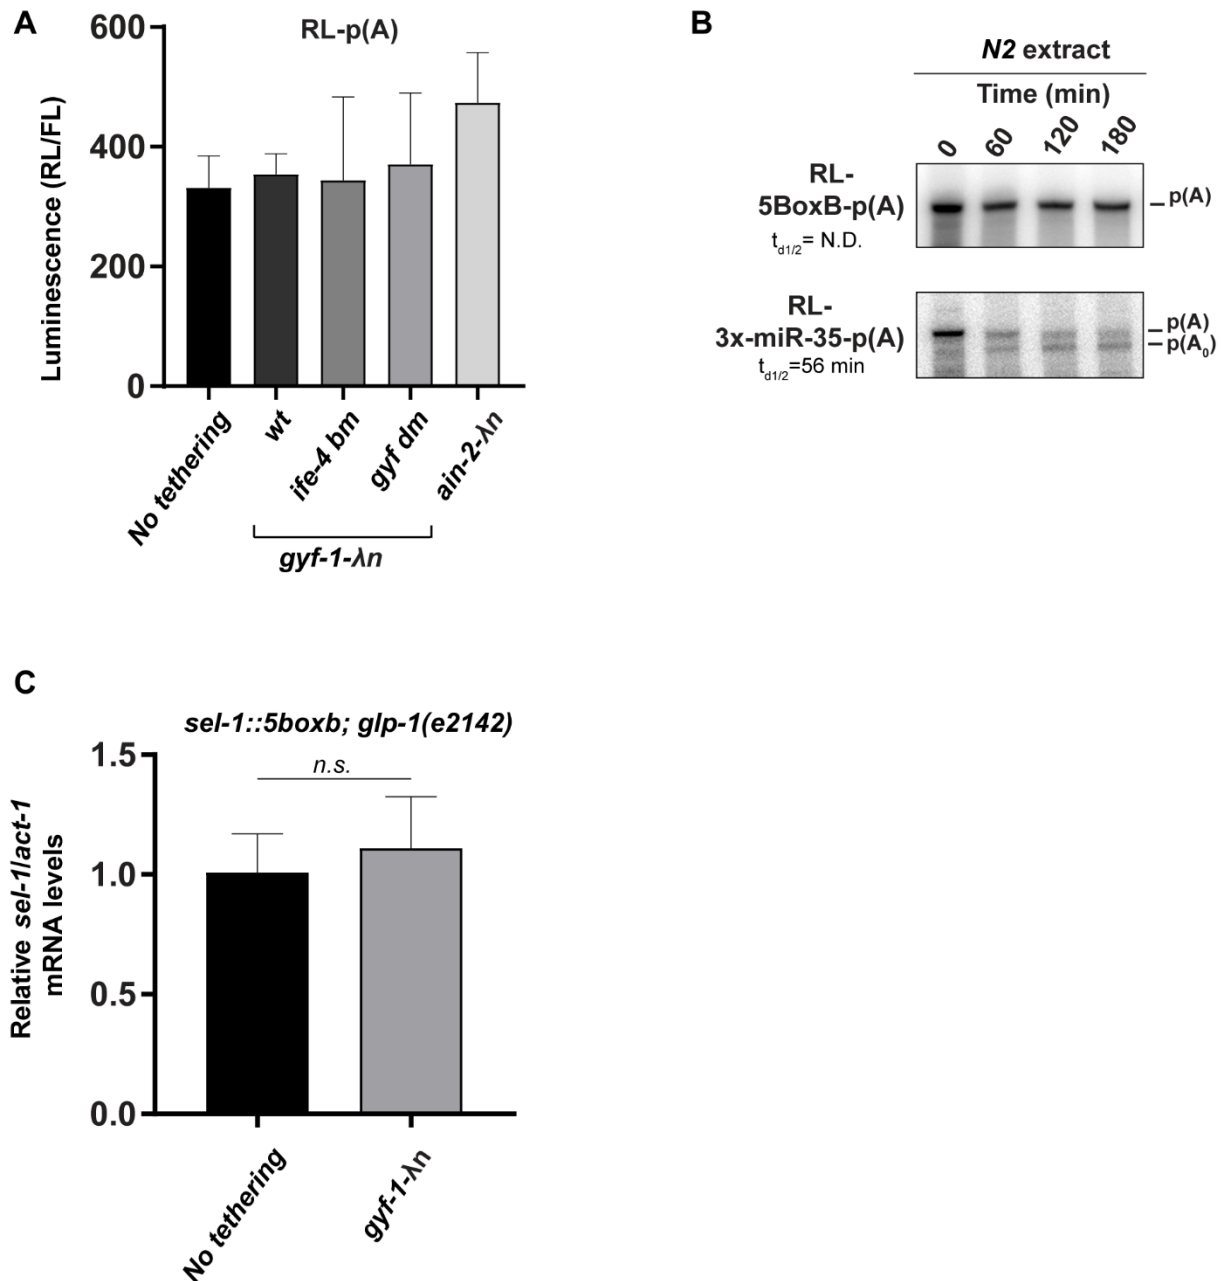 A
RL-p(A)
Luminescence (RL/FL)
600
400
200
0
No tethering
wt
ife-4 bm
gyf dm
ain-2-λn
gyf-1-λn
B
N2 extract
Time (min)
0 60 120 180
RL-
5BoxB-p(A)
td1/2= N.D.
p(A)
RL-
3x-miR-35-p(A)
td1/2=56 min
p(A)
p(A0)
C
sel-1::5boxb; glp-1(e2142)
n.s.
Relative sel-1/act-1
mRNA levels
1.5
1.0
0.5
0.0
No tethering
gyf-1-λn